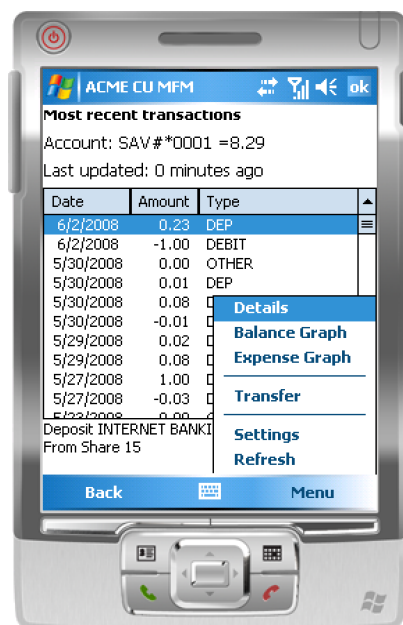 ACME CU MFM ok
Most recent transactions
Account: SAV#*0001 =8.29
Last updated: 0 minutes ago
Date Amount Type
6/2/2008 0.23 DEP
6/2/2008 -1.00 DEBIT
5/30/2008 0.00 OTHER
5/30/2008 0.01 DEP
5/30/2008 0.08
5/30/2008 -0.01
5/29/2008 0.02
5/29/2008 0.08
5/27/2008 1.00
5/27/2008 -0.03
Details
Balance Graph
Expense Graph
Transfer
Settings
Refresh
Deposit INTERNET BANKI
From Share 15
Back Menu